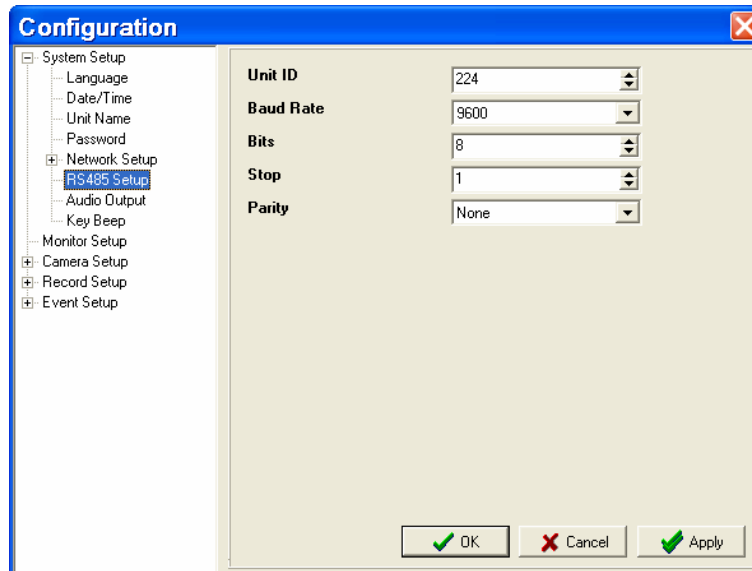 Configuration
System Setup
Language
Date/Time
Unit Name
Password
Network Setup
RS485 Setup
Audio Output
Key Beep
Monitor Setup
Camera Setup
Record Setup
Event Setup
Unit ID 224
Baud Rate 9600
Bits 8
Stop 1
Parity None
OK Cancel Apply